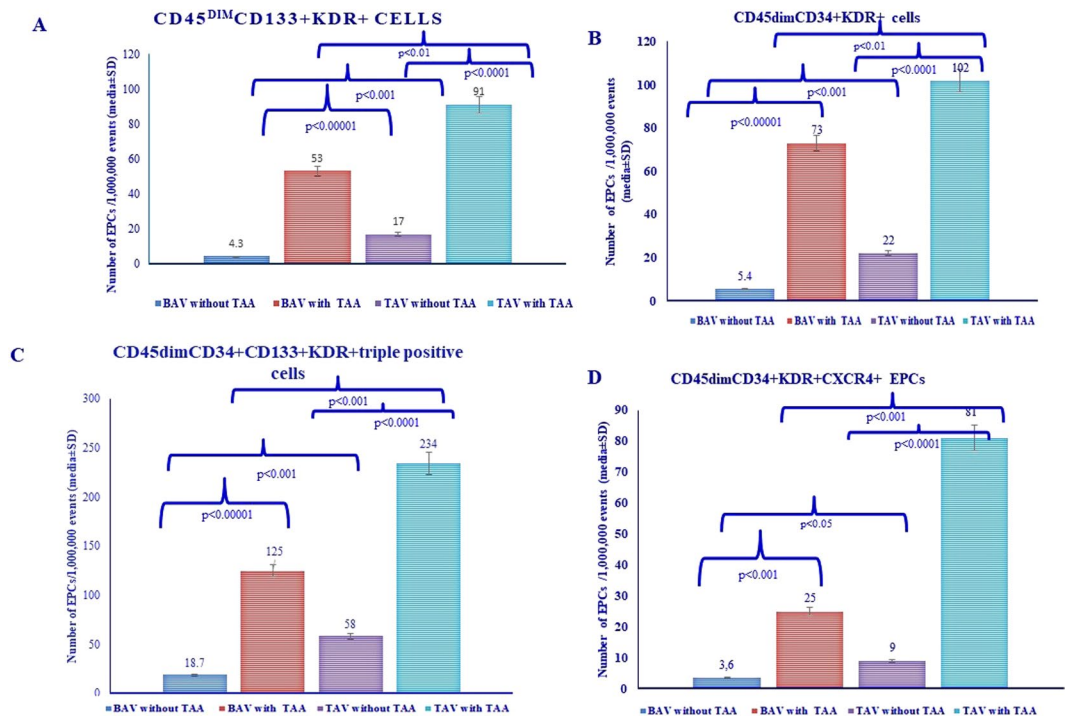 A
CD45DIMCD133+KDR+ CELLS
Number of EPCs /1,000,000 events (media±SD)
120
100
80
60
40
20
0
p<0.01
p<0.0001
p<0.001
p<0.00001
4.3
53
17
91
BAV without TAA BAV with TAA TAV without TAA TAV with TAA
B
CD45dimCD34+KDR+ cells
Number of EPCs /1,000,000 events
(media±SD)
120
100
80
60
40
20
0
p<0.01
p<0.0001
p<0.001
p<0.00001
5.4
73
22
102
BAV without TAA BAV with TAA TAV without TAA TAV with TAA
C
CD45dimCD34+CD133+KDR+triple positive
cells
Number of EPCs/1,000,000 events (media±SD)
300
250
200
150
100
50
0
p<0.001
p<0.0001
p<0.001
p<0.00001
18.7
125
58
234
BAV without TAA BAV with TAA TAV without TAA TAV with TAA
D
CD45dimCD34+KDR+CXCR4+ EPCs
Number of EPCs /1,000,000 events (media±SD)
90
80
70
60
50
40
30
20
10
0
p<0.001
p<0.0001
p<0.05
p<0.001
3,6
25
9
81
BAV without TAA BAV with TAA TAV without TAA TAV with TAA